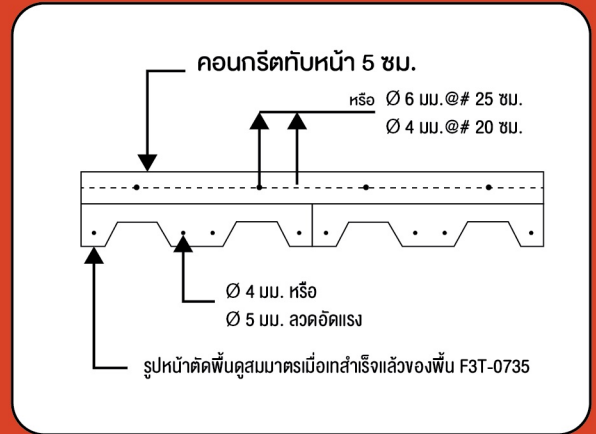 คอนกรีตทับหน้า 5 ซม.
หรือ Ø 6 มม.@# 25 ซม.
Ø 4 มม.@# 20 ซม.
Ø 4 มม. หรือ
Ø 5 มม. ลวดอัดแรง
รูปหน้าตัดพื้นดูสมมาตรเมื่อเทสำเร็จแล้วของพื้น F3T-0735